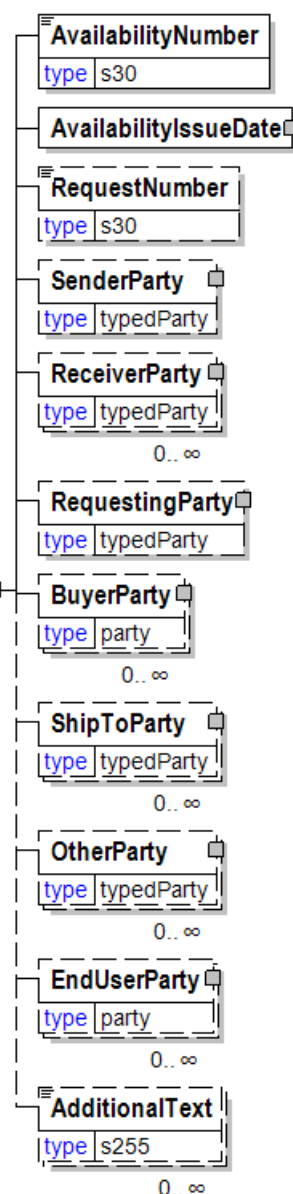 AvailabilityNumber
type s30
AvailabilityIssueDate
RequestNumber
type s30
SenderParty
type typedParty
ReceiverParty
type typedParty
0.. ∞
RequestingParty
type typedParty
BuyerParty
type party
0.. ∞
ShipToParty
type typedParty
0.. ∞
OtherParty
type typedParty
0.. ∞
EndUserParty
type party
0.. ∞
AdditionalText
type s255
0.. ∞